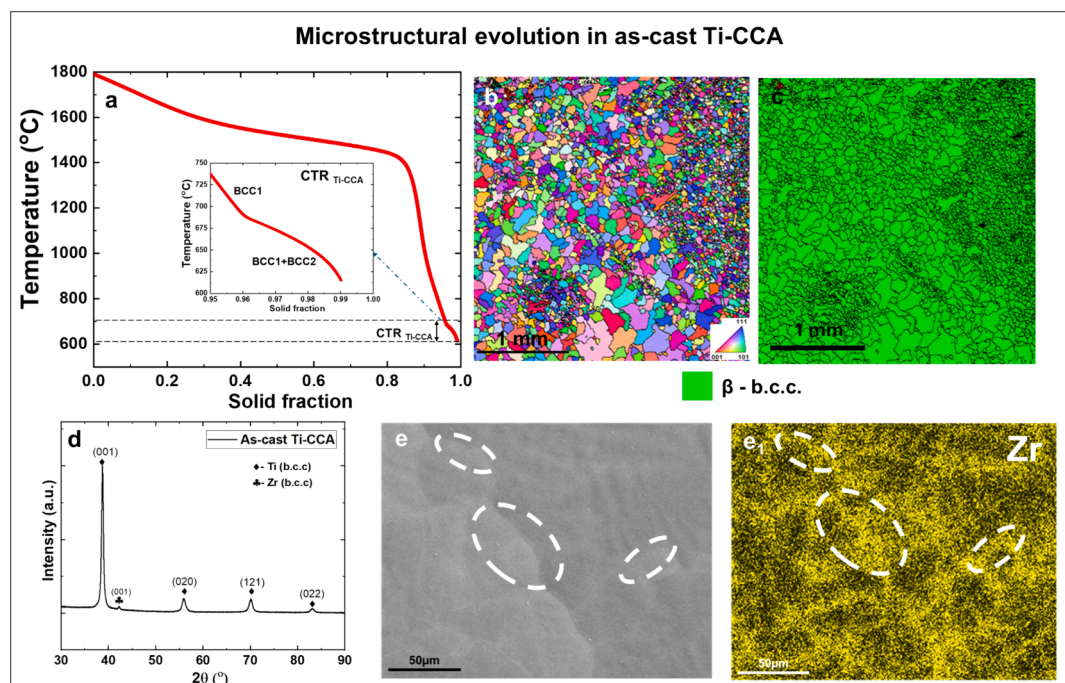 Microstructural evolution in as-cast Ti-CCA
a
Temperature (°C)
1800
1600
1400
1200
1000
800
600
0.0 0.2 0.4 0.6 0.8 1.0
Solid fraction
CTR Ti-CCA
Temperature (°C)
750
725
700
675
650
625
600
BCC1
CTR Ti-CCA
BCC1+BCC2
0.95 0.96 0.97 0.98 0.99 1.00
Solid fraction
b
1 mm
111
001 101
c
1 mm
β - b.c.c.
d
As-cast Ti-CCA
(001)
♦- Ti (b.c.c)
♣- Zr (b.c.c)
Intensity (a.u.)
(001)
(020)
(121)
(022)
30 40 50 60 70 80 90
2θ (°)
e
50μm
e1
Zr
50μm